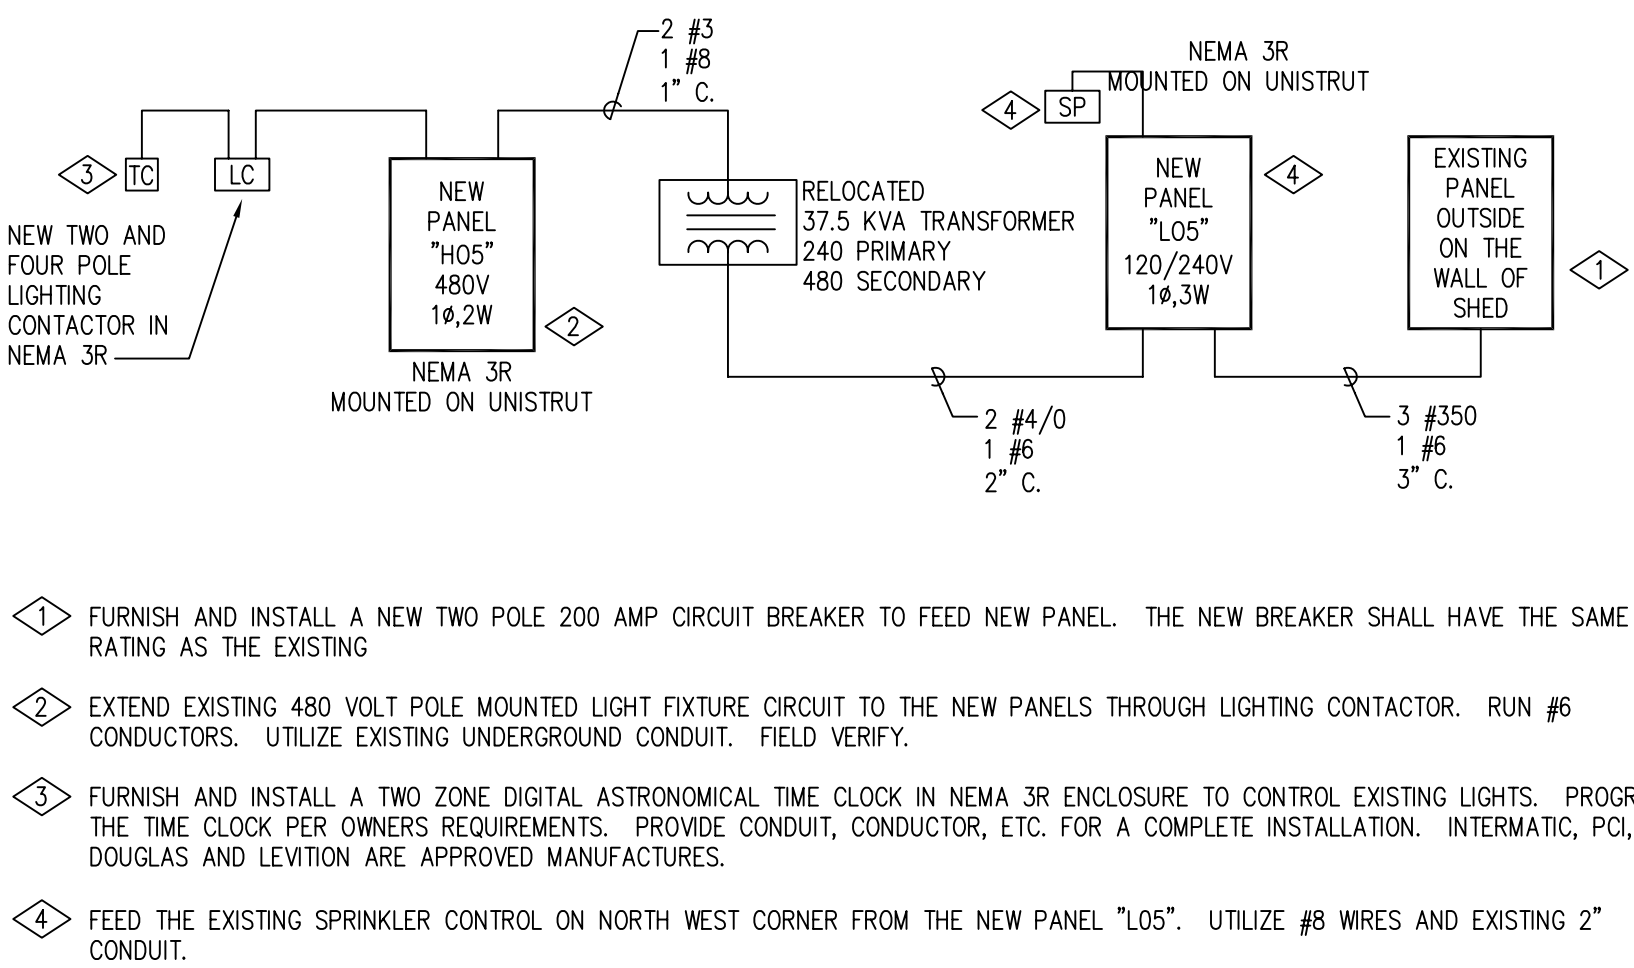 2 #3
1 #8
1" C.
NEMA 3R
MOUNTED ON UNISTRUT
4
SP
3
TC
LC
NEW TWO AND
FOUR POLE
LIGHTING
CONTACTOR IN
NEMA 3R
NEW
PANEL
"H05"
480V
1ø,2W
2
NEMA 3R
MOUNTED ON UNISTRUT
RELOCATED
37.5 KVA TRANSFORMER
240 PRIMARY
480 SECONDARY
NEW
PANEL
"L05"
120/240V
1ø,3W
4
EXISTING
PANEL
OUTSIDE
ON THE
WALL OF
SHED
1
2 #4/0
1 #6
2" C.
3 #350
1 #6
3" C.
1 FURNISH AND INSTALL A NEW TWO POLE 200 AMP CIRCUIT BREAKER TO FEED NEW PANEL. THE NEW BREAKER SHALL HAVE THE SAME
RATING AS THE EXISTING
2 EXTEND EXISTING 480 VOLT POLE MOUNTED LIGHT FIXTURE CIRCUIT TO THE NEW PANELS THROUGH LIGHTING CONTACTOR. RUN #6
CONDUCTORS. UTILIZE EXISTING UNDERGROUND CONDUIT. FIELD VERIFY.
3 FURNISH AND INSTALL A TWO ZONE DIGITAL ASTRONOMICAL TIME CLOCK IN NEMA 3R ENCLOSURE TO CONTROL EXISTING LIGHTS. PROGR
THE TIME CLOCK PER OWNERS REQUIREMENTS. PROVIDE CONDUIT, CONDUCTOR, ETC. FOR A COMPLETE INSTALLATION. INTERMATIC, PCI,
DOUGLAS AND LEVITION ARE APPROVED MANUFACTURES.
4 FEED THE EXISTING SPRINKLER CONTROL ON NORTH WEST CORNER FROM THE NEW PANEL "L05". UTILIZE #8 WIRES AND EXISTING 2"
CONDUIT.